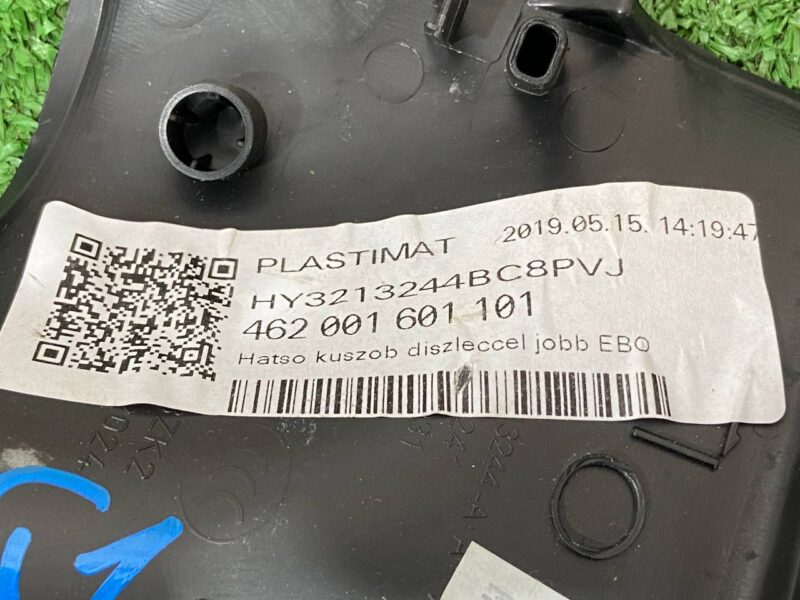 PLASTIMAT 2019.05.15. 14:19:47
HY3213244BC8PVJ
462 001 601 101
Hatso kuszob diszleccel jobb EBO